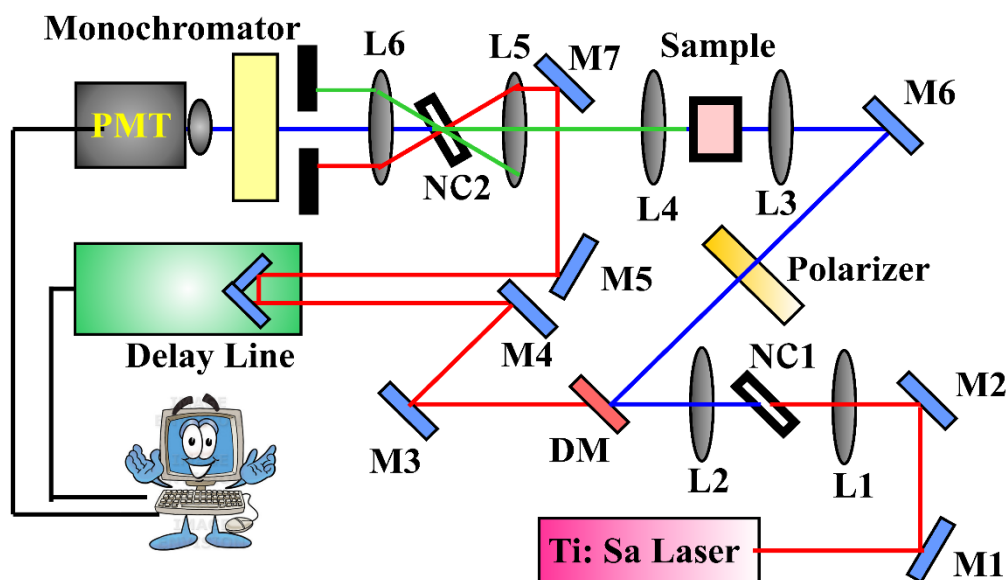 Monochromator
L6
L5
M7
Sample
M6
PMT
NC2
L4
L3
Polarizer
M5
M4
Delay Line
NC1
M2
M3
DM
L2
L1
Ti: Sa Laser
M1